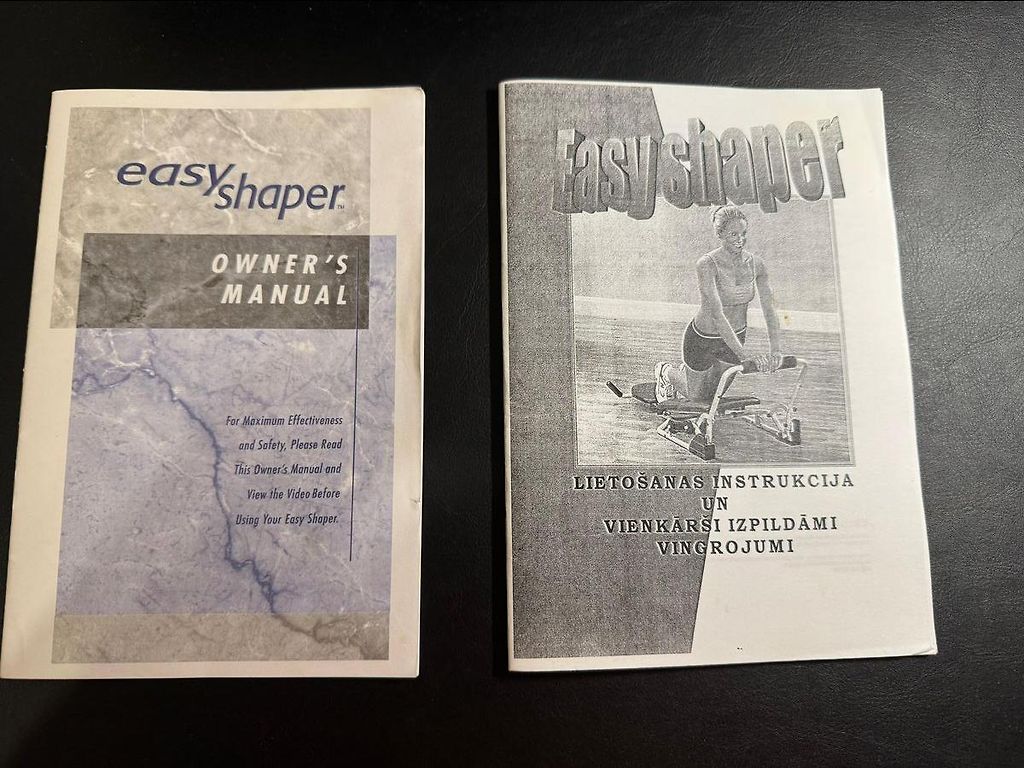 easy shaper™
OWNER'S
MANUAL
For Maximum Effectiveness
and Safety, Please Read
This Owner's Manual and
View the Video Before
Using Your Easy Shaper.
Easy shaper
LIETOŠANAS INSTRUKCIJA
UN
VIENKĀRŠI IZPILDĀMI
VINGROJUMI